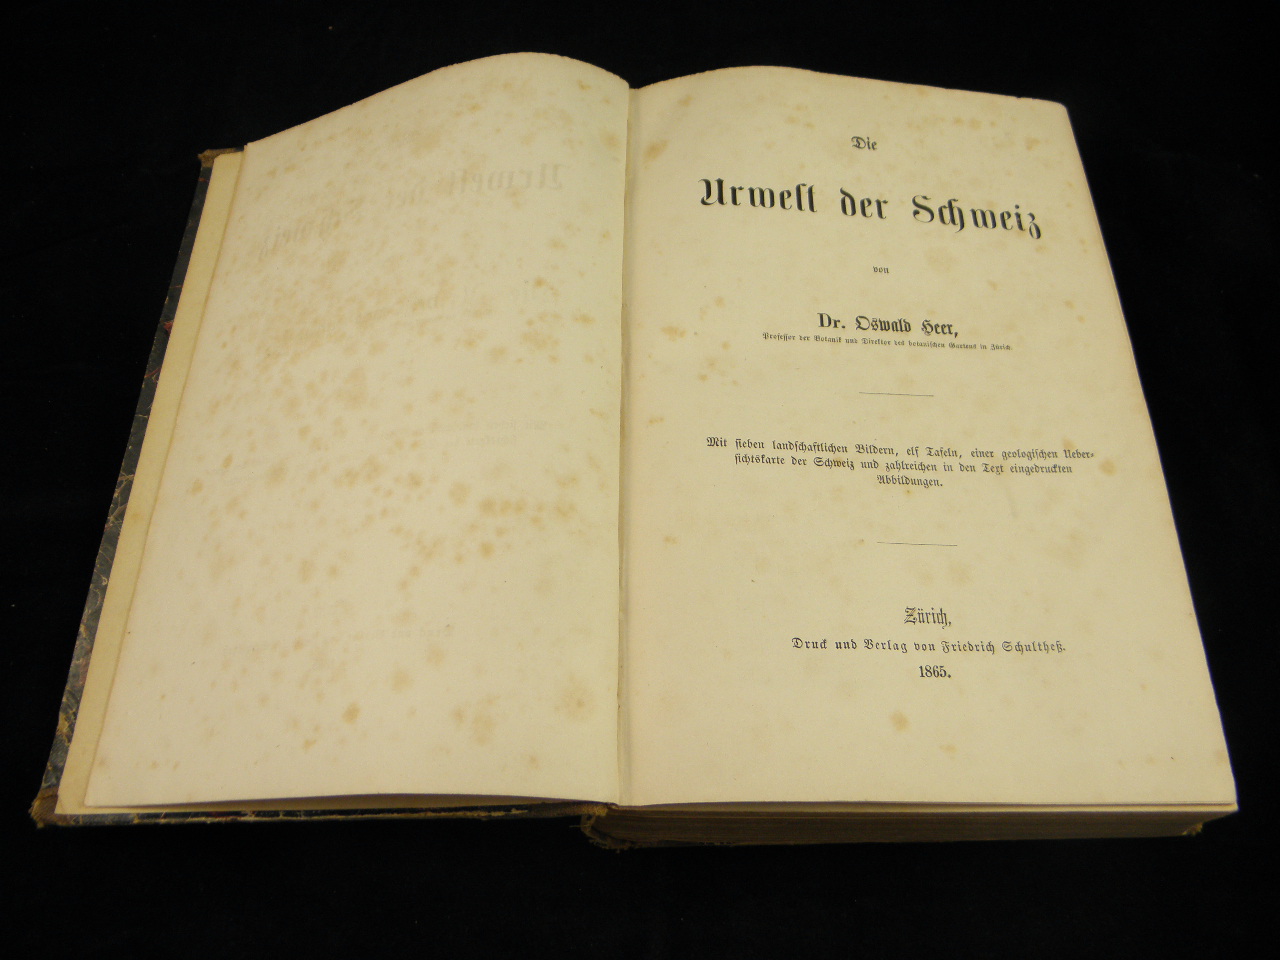 Die
Urwelt der Schweiz
von
Dr. Oswald Heer,
Professor der Botanik und Direktor des botanischen Gartens in Zürich.
Mit sieben landschaftlichen Bildern, elf Tafeln, einer geologischen Ueber-
sichtskarte der Schweiz und zahlreichen in den Text eingedruckten
Abbildungen.
Zürich,
Druck und Verlag von Friedrich Schultheß.
1865.